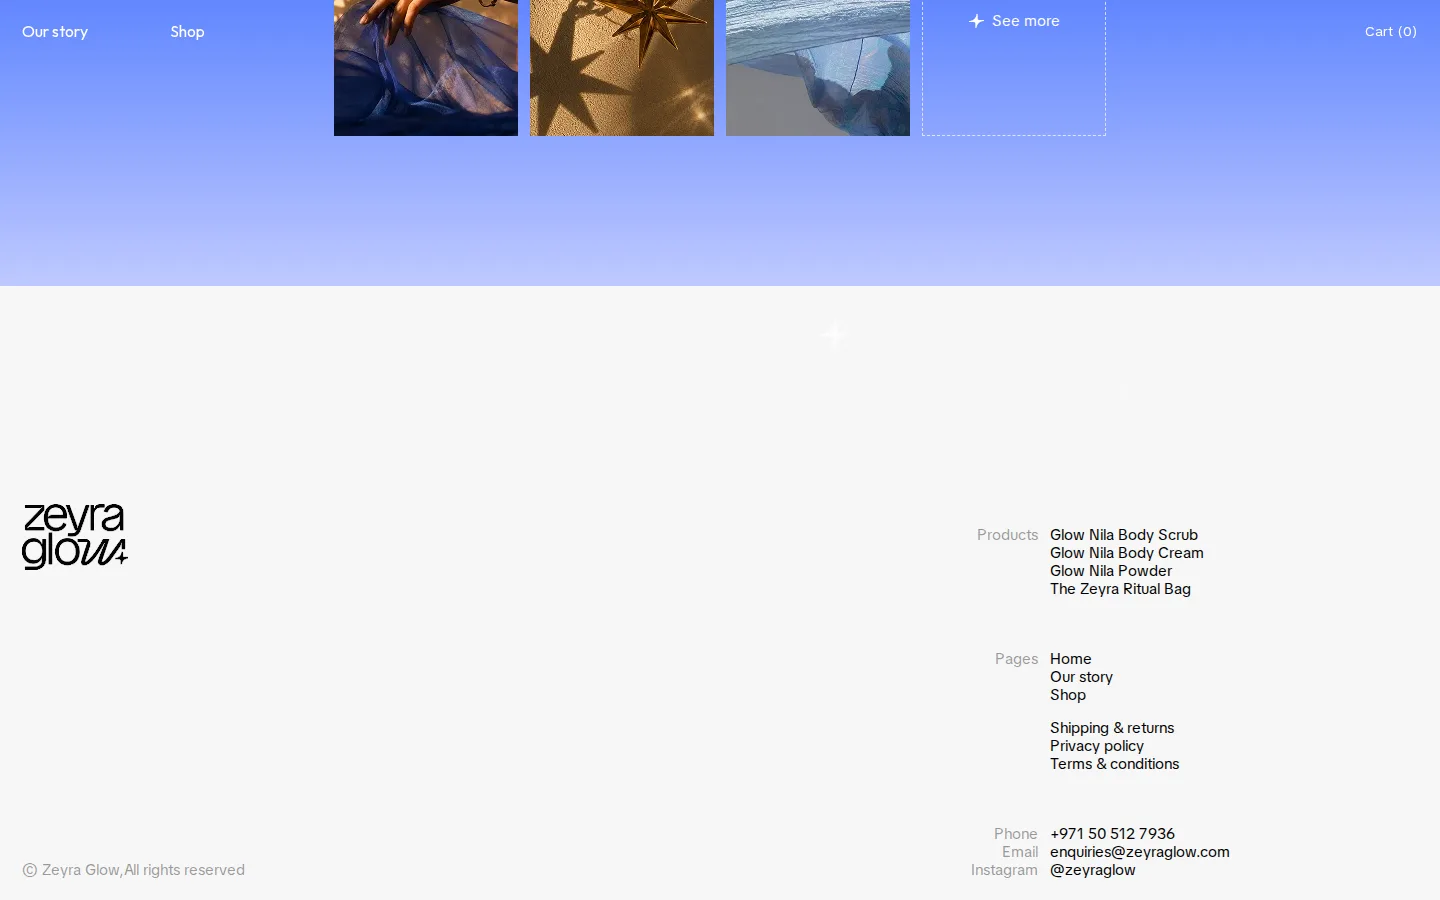 Our story
Shop
See more
Cart (0)
zeyra
glow
Products
Glow Nila Body Scrub
Glow Nila Body Cream
Glow Nila Powder
The Zeyra Ritual Bag
Pages
Home
Our story
Shop
Shipping & returns
Privacy policy
Terms & conditions
Phone +971 50 512 7936
Email enquiries@zeyraglow.com
Instagram @zeyraglow
© Zeyra Glow,All rights reserved